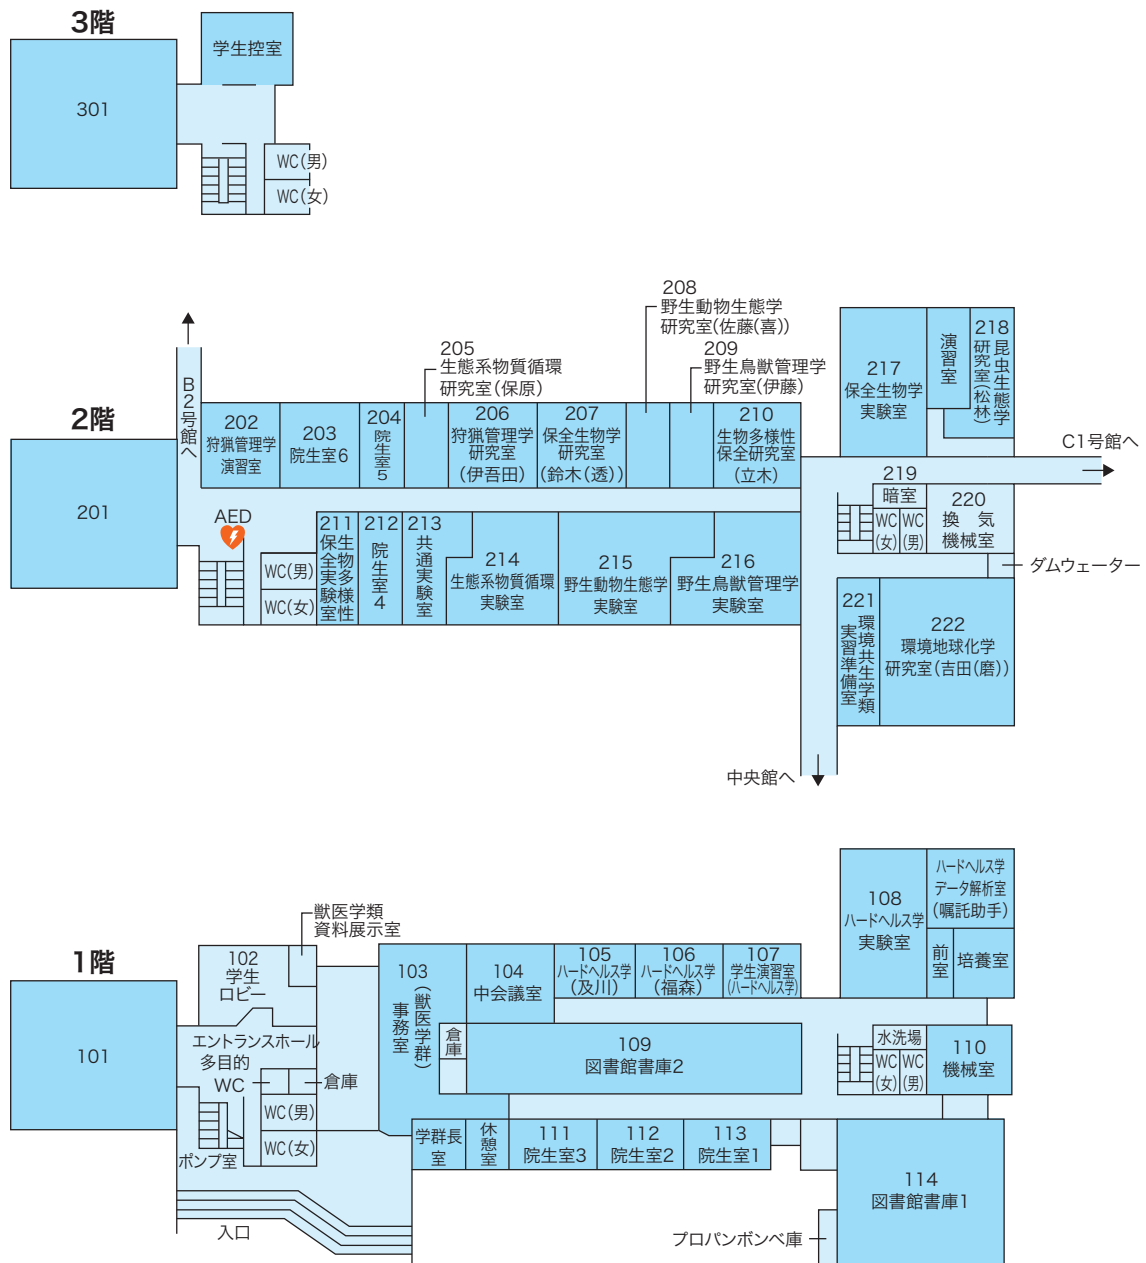 3階
学生控室
301
WC(男)
WC(女)
2階
B2号館へ
201
202
狩猟管理学
演習室
203
院生室6
204
院生室5
205
生態系物質循環
研究室(保原)
206
狩猟管理学
研究室
(伊吾田)
207
保全生物学
研究室
(鈴木(透))
208
野生動物生態学
研究室(佐藤(喜))
209
野生鳥獣管理学
研究室(伊藤)
210
生物多様性
保全研究室
(立木)
AED
WC(男)
WC(女)
211
生物多様性
保全実験室
212
院生室4
213
共通実験室
214
生態系物質循環
実験室
215
野生動物生態学
実験室
216
野生鳥獣管理学
実験室
217
保全生物学
実験室
演習室
218
昆虫生態学
研究室(松林)
C1号館へ
219
暗室
WC
(女)
WC
(男)
220
換気
機械室
ダムウェーター
221
環境共生学類
実習準備室
222
環境地球化学
研究室(吉田(磨))
中央館へ
1階
101
獣医学類
資料展示室
102
学生
ロビー
エントランスホール
多目的
WC
倉庫
WC(男)
WC(女)
ポンプ室
入口
103
事務室
(獣医学群)
104
中会議室
105
ハードヘルス学
(及川)
106
ハードヘルス学
(福森)
107
学生演習室
(ハードヘルス学)
108
ハードヘルス学
実験室
ハードヘルス学
データ解析室
(嘱託助手)
前室
培養室
倉庫
109
図書館書庫2
水洗場
WC
(女)
WC
(男)
110
機械室
学群長
室
休憩室
111
院生室3
112
院生室2
113
院生室1
114
図書館書庫1
プロパンボンベ庫